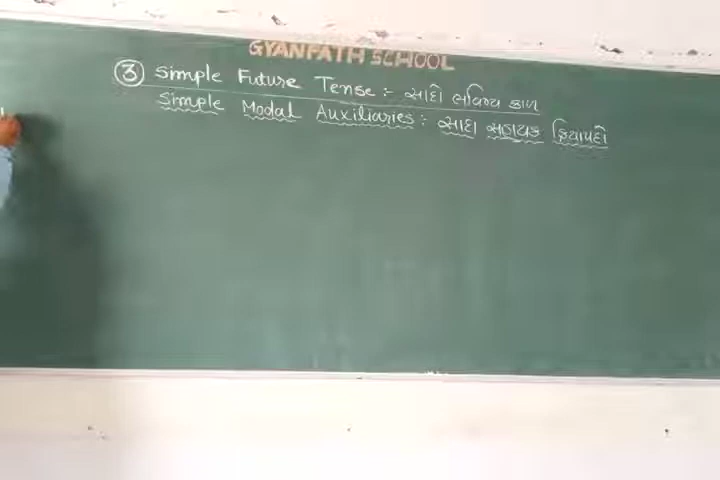 GYANPATH SCHOOL
③ Simple Future Tense :- સાદો ભવિષ્ય કાળ
Simple Modal Auxiliaries : સાદા સહાયક ક્રિયાપદો